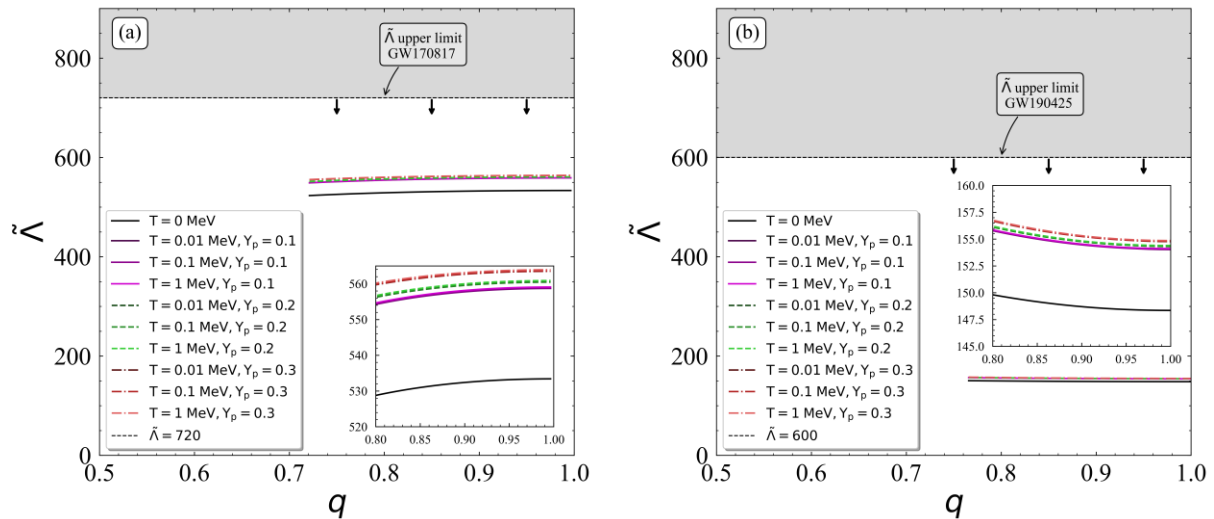 (a)
Λ̃ upper limit
GW170817
800
600
400
200
0
Λ̃
T = 0 MeV
T = 0.01 MeV, Yp = 0.1
T = 0.1 MeV, Yp = 0.1
T = 1 MeV, Yp = 0.1
T = 0.01 MeV, Yp = 0.2
T = 0.1 MeV, Yp = 0.2
T = 1 MeV, Yp = 0.2
T = 0.01 MeV, Yp = 0.3
T = 0.1 MeV, Yp = 0.3
T = 1 MeV, Yp = 0.3
Λ̃ = 720
560
550
540
530
520
0.80 0.85 0.90 0.95 1.00
0.5 0.6 0.7 0.8 0.9 1.0
q
(b)
Λ̃ upper limit
GW190425
800
600
400
200
0
Λ̃
T = 0 MeV
T = 0.01 MeV, Yp = 0.1
T = 0.1 MeV, Yp = 0.1
T = 1 MeV, Yp = 0.1
T = 0.01 MeV, Yp = 0.2
T = 0.1 MeV, Yp = 0.2
T = 1 MeV, Yp = 0.2
T = 0.01 MeV, Yp = 0.3
T = 0.1 MeV, Yp = 0.3
T = 1 MeV, Yp = 0.3
Λ̃ = 600
160.0
157.5
155.0
152.5
150.0
147.5
145.0
0.80 0.85 0.90 0.95 1.00
0.5 0.6 0.7 0.8 0.9 1.0
q